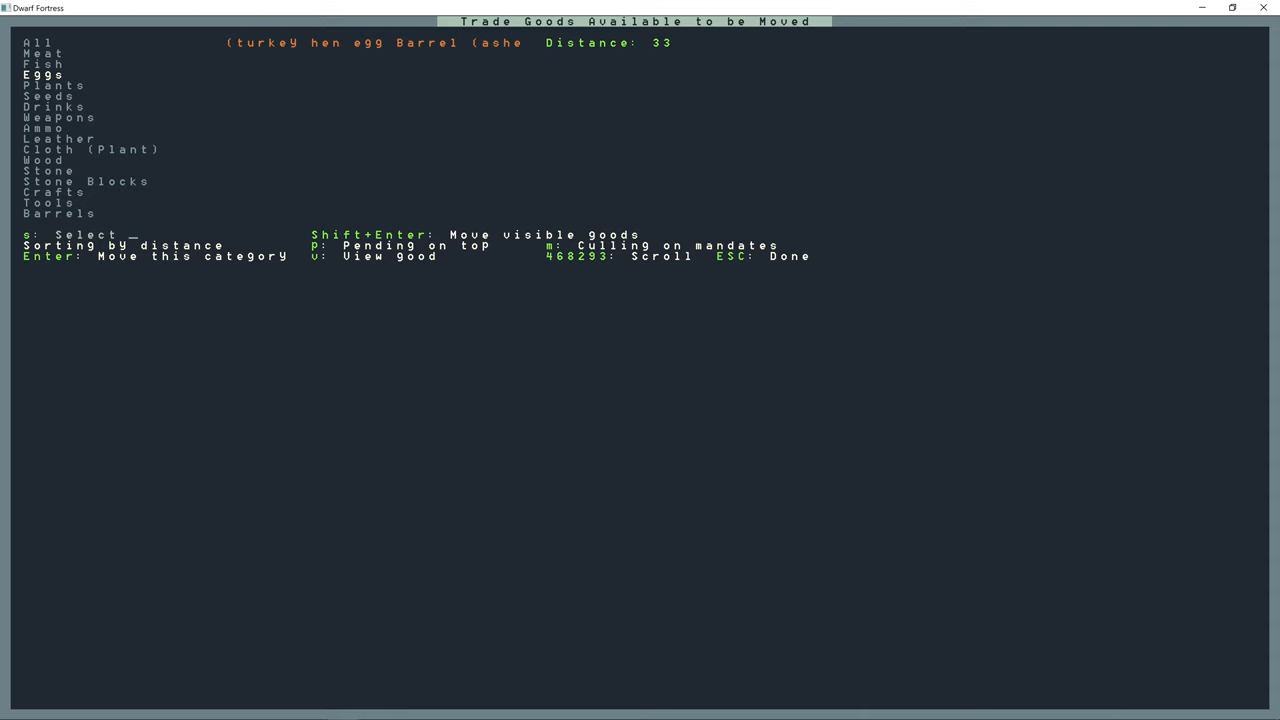 Dwarf Fortress
Trade Goods Available to be Moved
All (turkey hen egg Barrel (ashe Distance: 33
Meat
Fish
Eggs
Plants
Seeds
Drinks
Weapons
Ammo
Leather
Cloth (Plant)
Wood
Stone
Stone Blocks
Crafts
Tools
Barrels
s: Select _ Shift+Enter: Move visible goods
Sorting by distance p: Pending on top m: Culling on mandates
Enter: Move this category v: View good 468293: Scroll ESC: Done